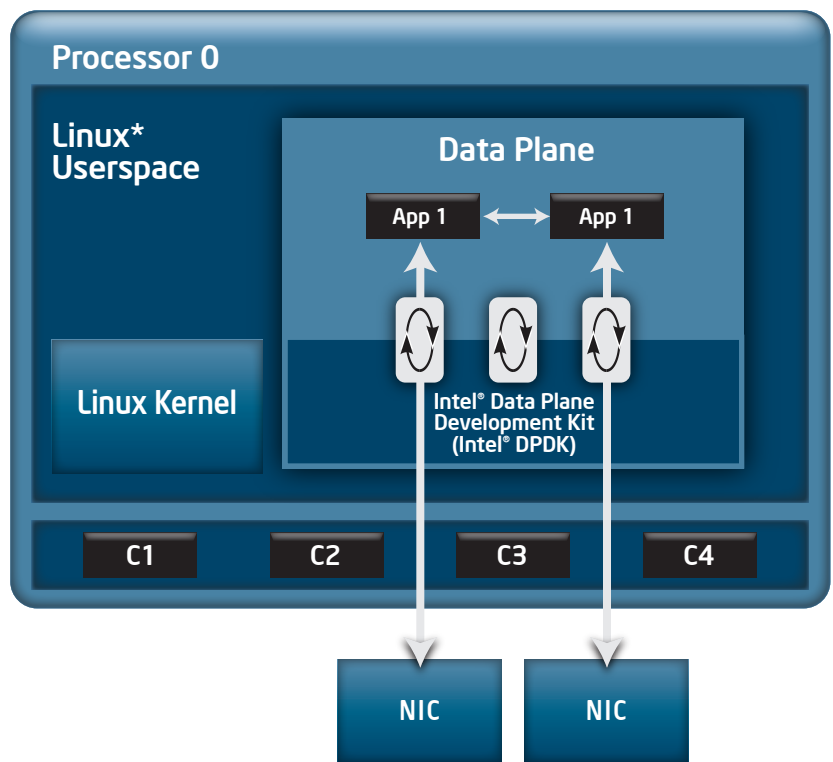 Processor 0
Linux*
Userspace
Data Plane
App 1
App 1
Linux Kernel
Intel® Data Plane
Development Kit
(Intel® DPDK)
C1
C2
C3
C4
NIC
NIC